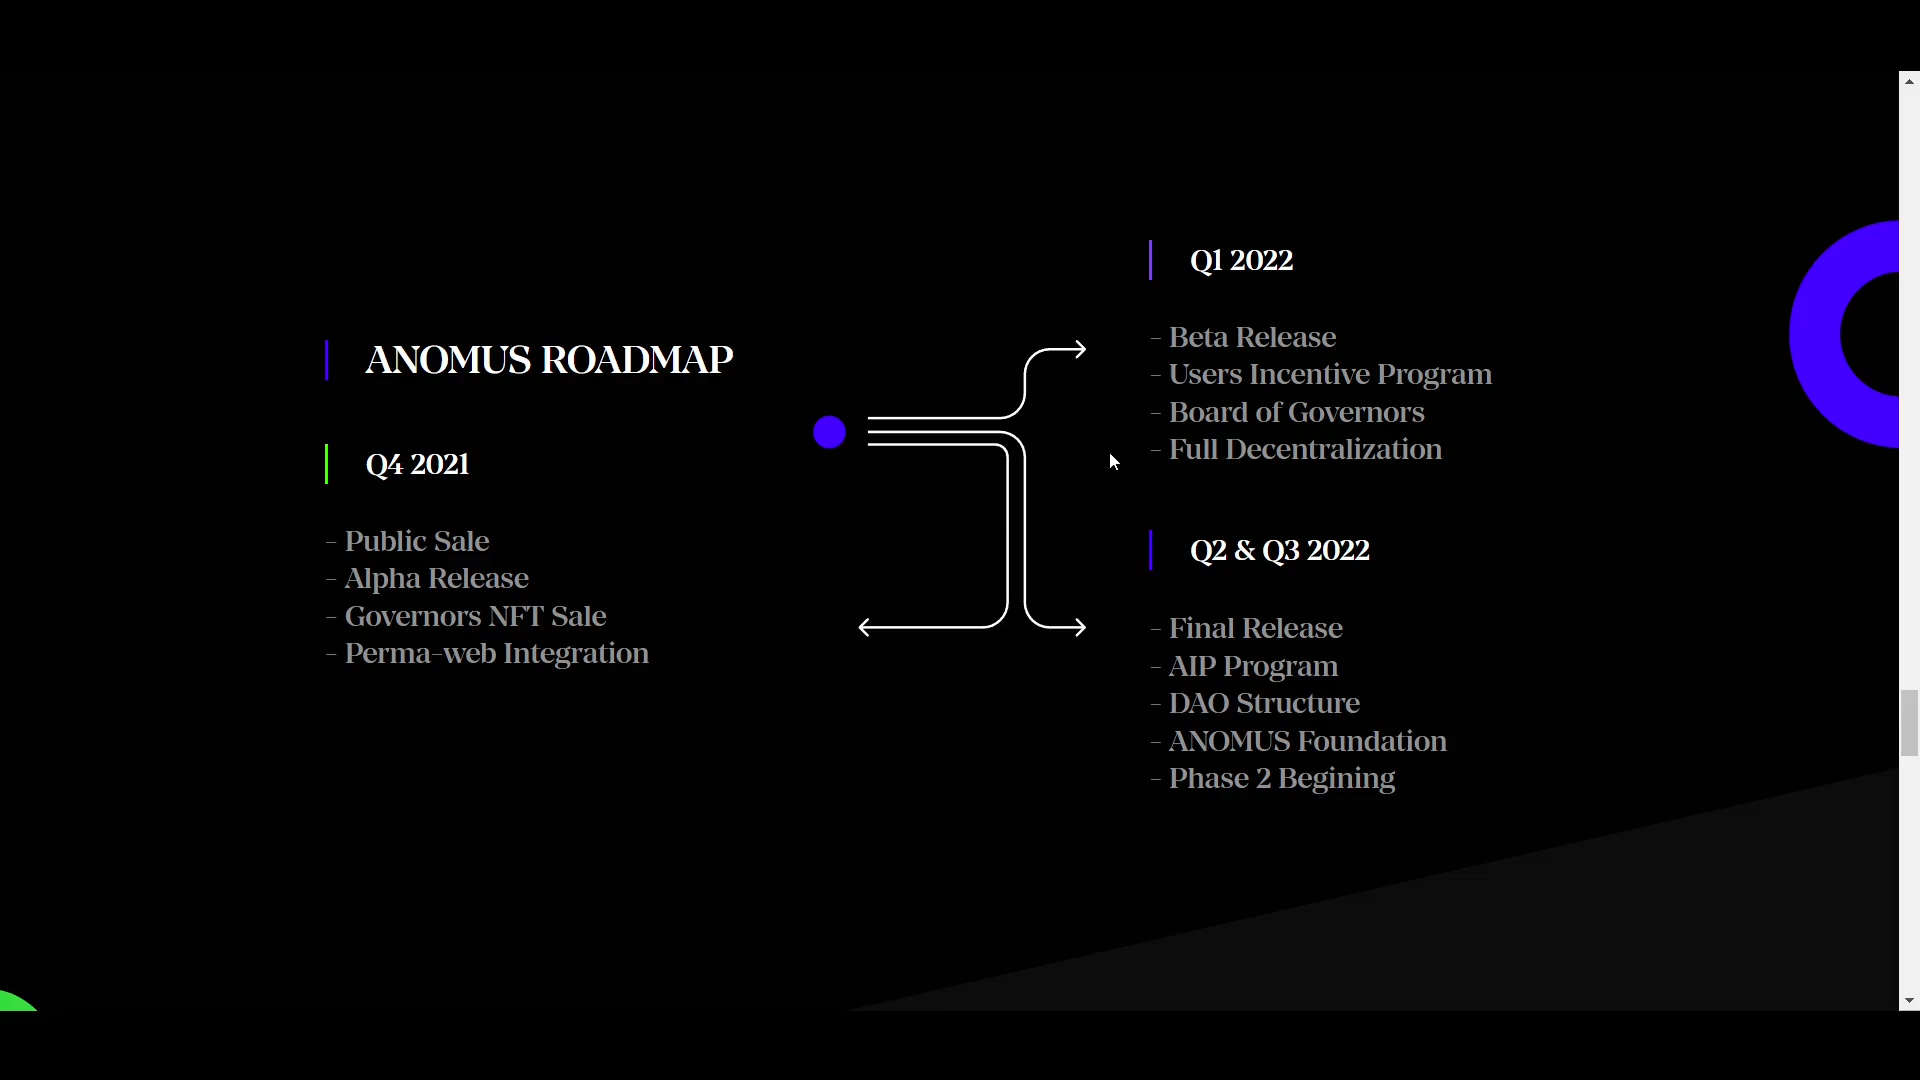 ANOMUS ROADMAP
Q4 2021
- Public Sale
- Alpha Release
- Governors NFT Sale
- Perma-web Integration
Q1 2022
- Beta Release
- Users Incentive Program
- Board of Governors
- Full Decentralization
Q2 & Q3 2022
- Final Release
- AIP Program
- DAO Structure
- ANOMUS Foundation
- Phase 2 Begining